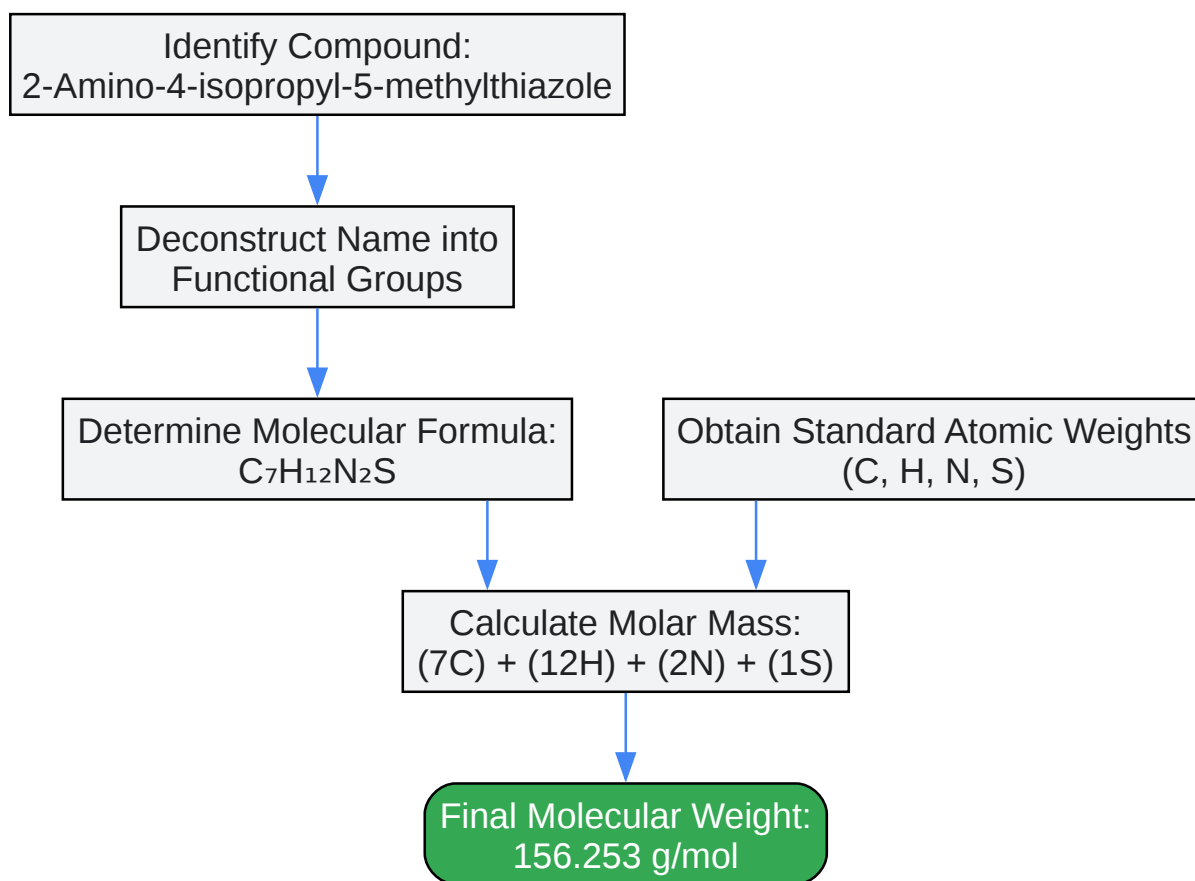 Identify Compound:
2-Amino-4-isopropyl-5-methylthiazole
Deconstruct Name into
Functional Groups
Determine Molecular Formula:
C₇H₁₂N₂S
Obtain Standard Atomic Weights
(C, H, N, S)
Calculate Molar Mass:
(7C) + (12H) + (2N) + (1S)
Final Molecular Weight:
156.253 g/mol